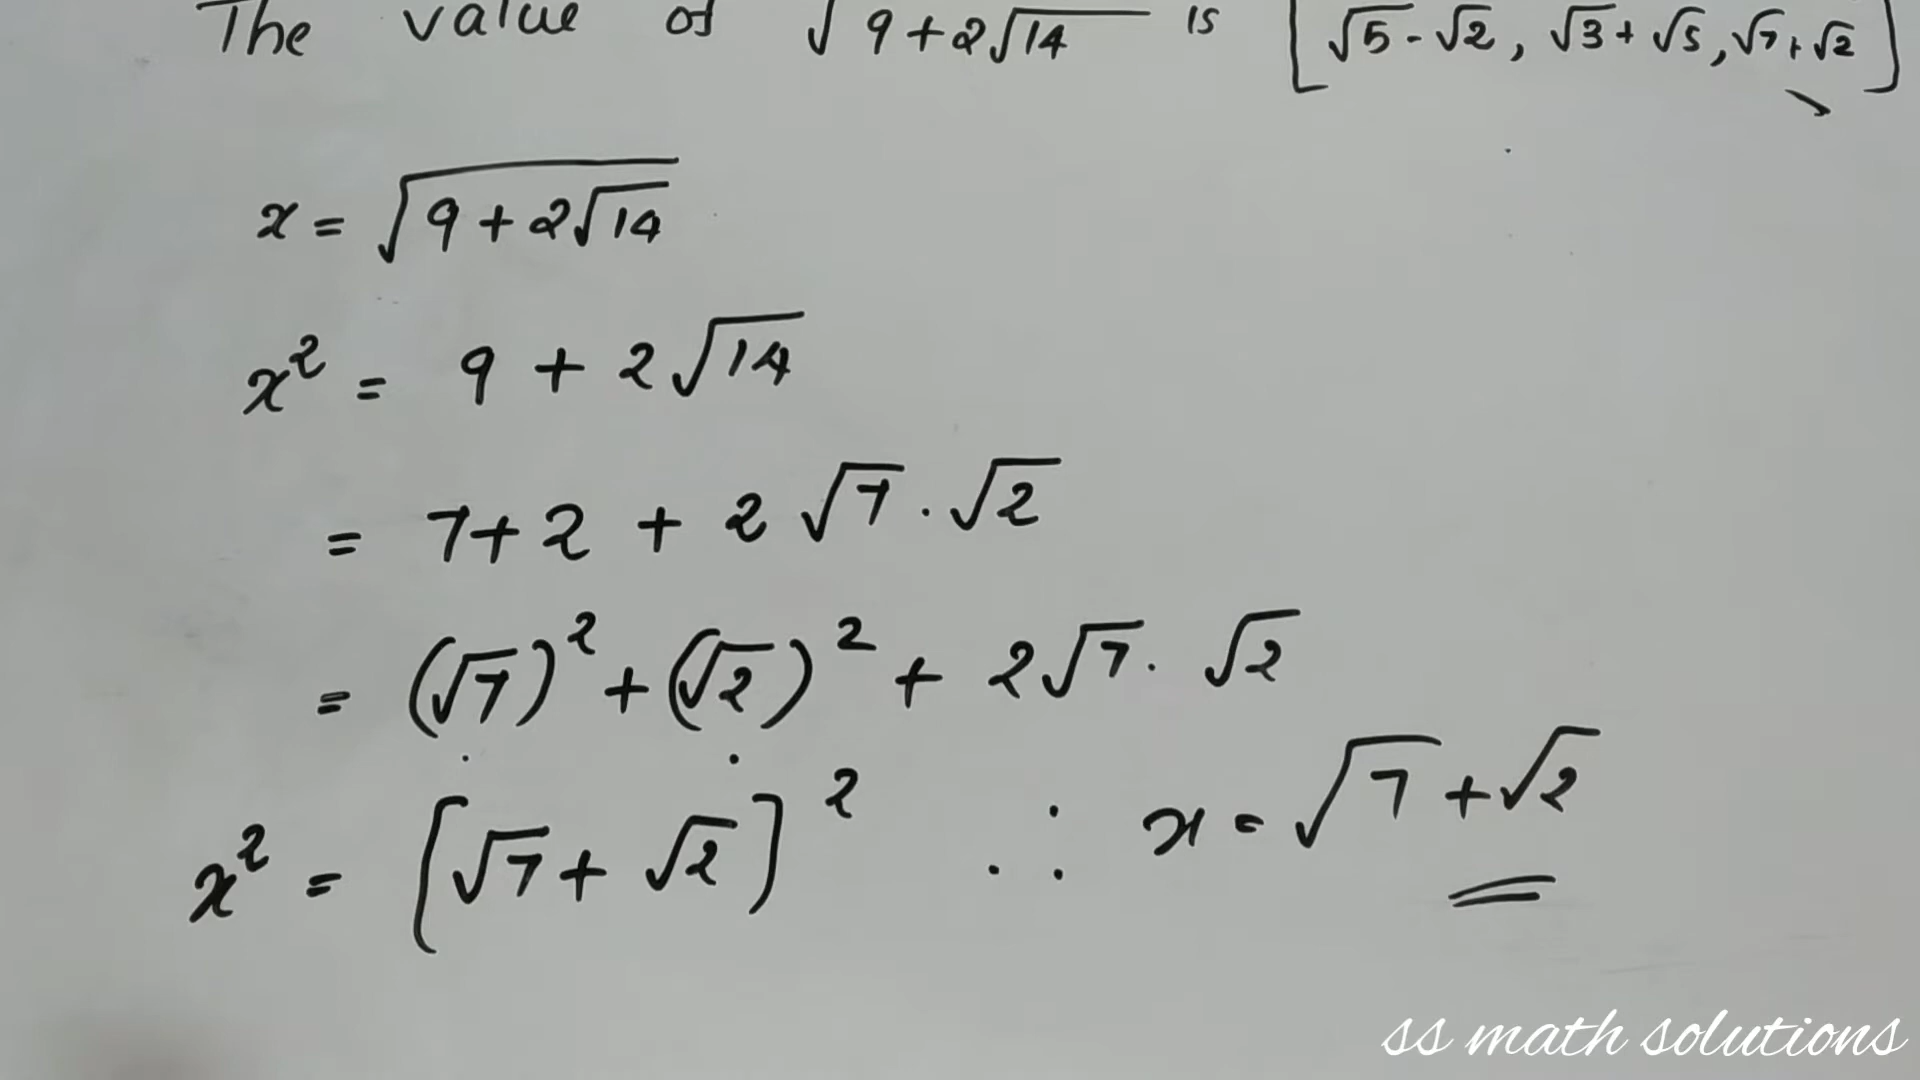 The value of √(9+2√14) is [√5-√2, √3+√5, √7+√2]
x = √(9+2√14)
x² = 9 + 2√14
= 7+2 + 2√7 . √2
= (√7)² + (√2)² + 2√7 . √2
x² = [√7 + √2]² ∴ x = √7 + √2
ss math solutions